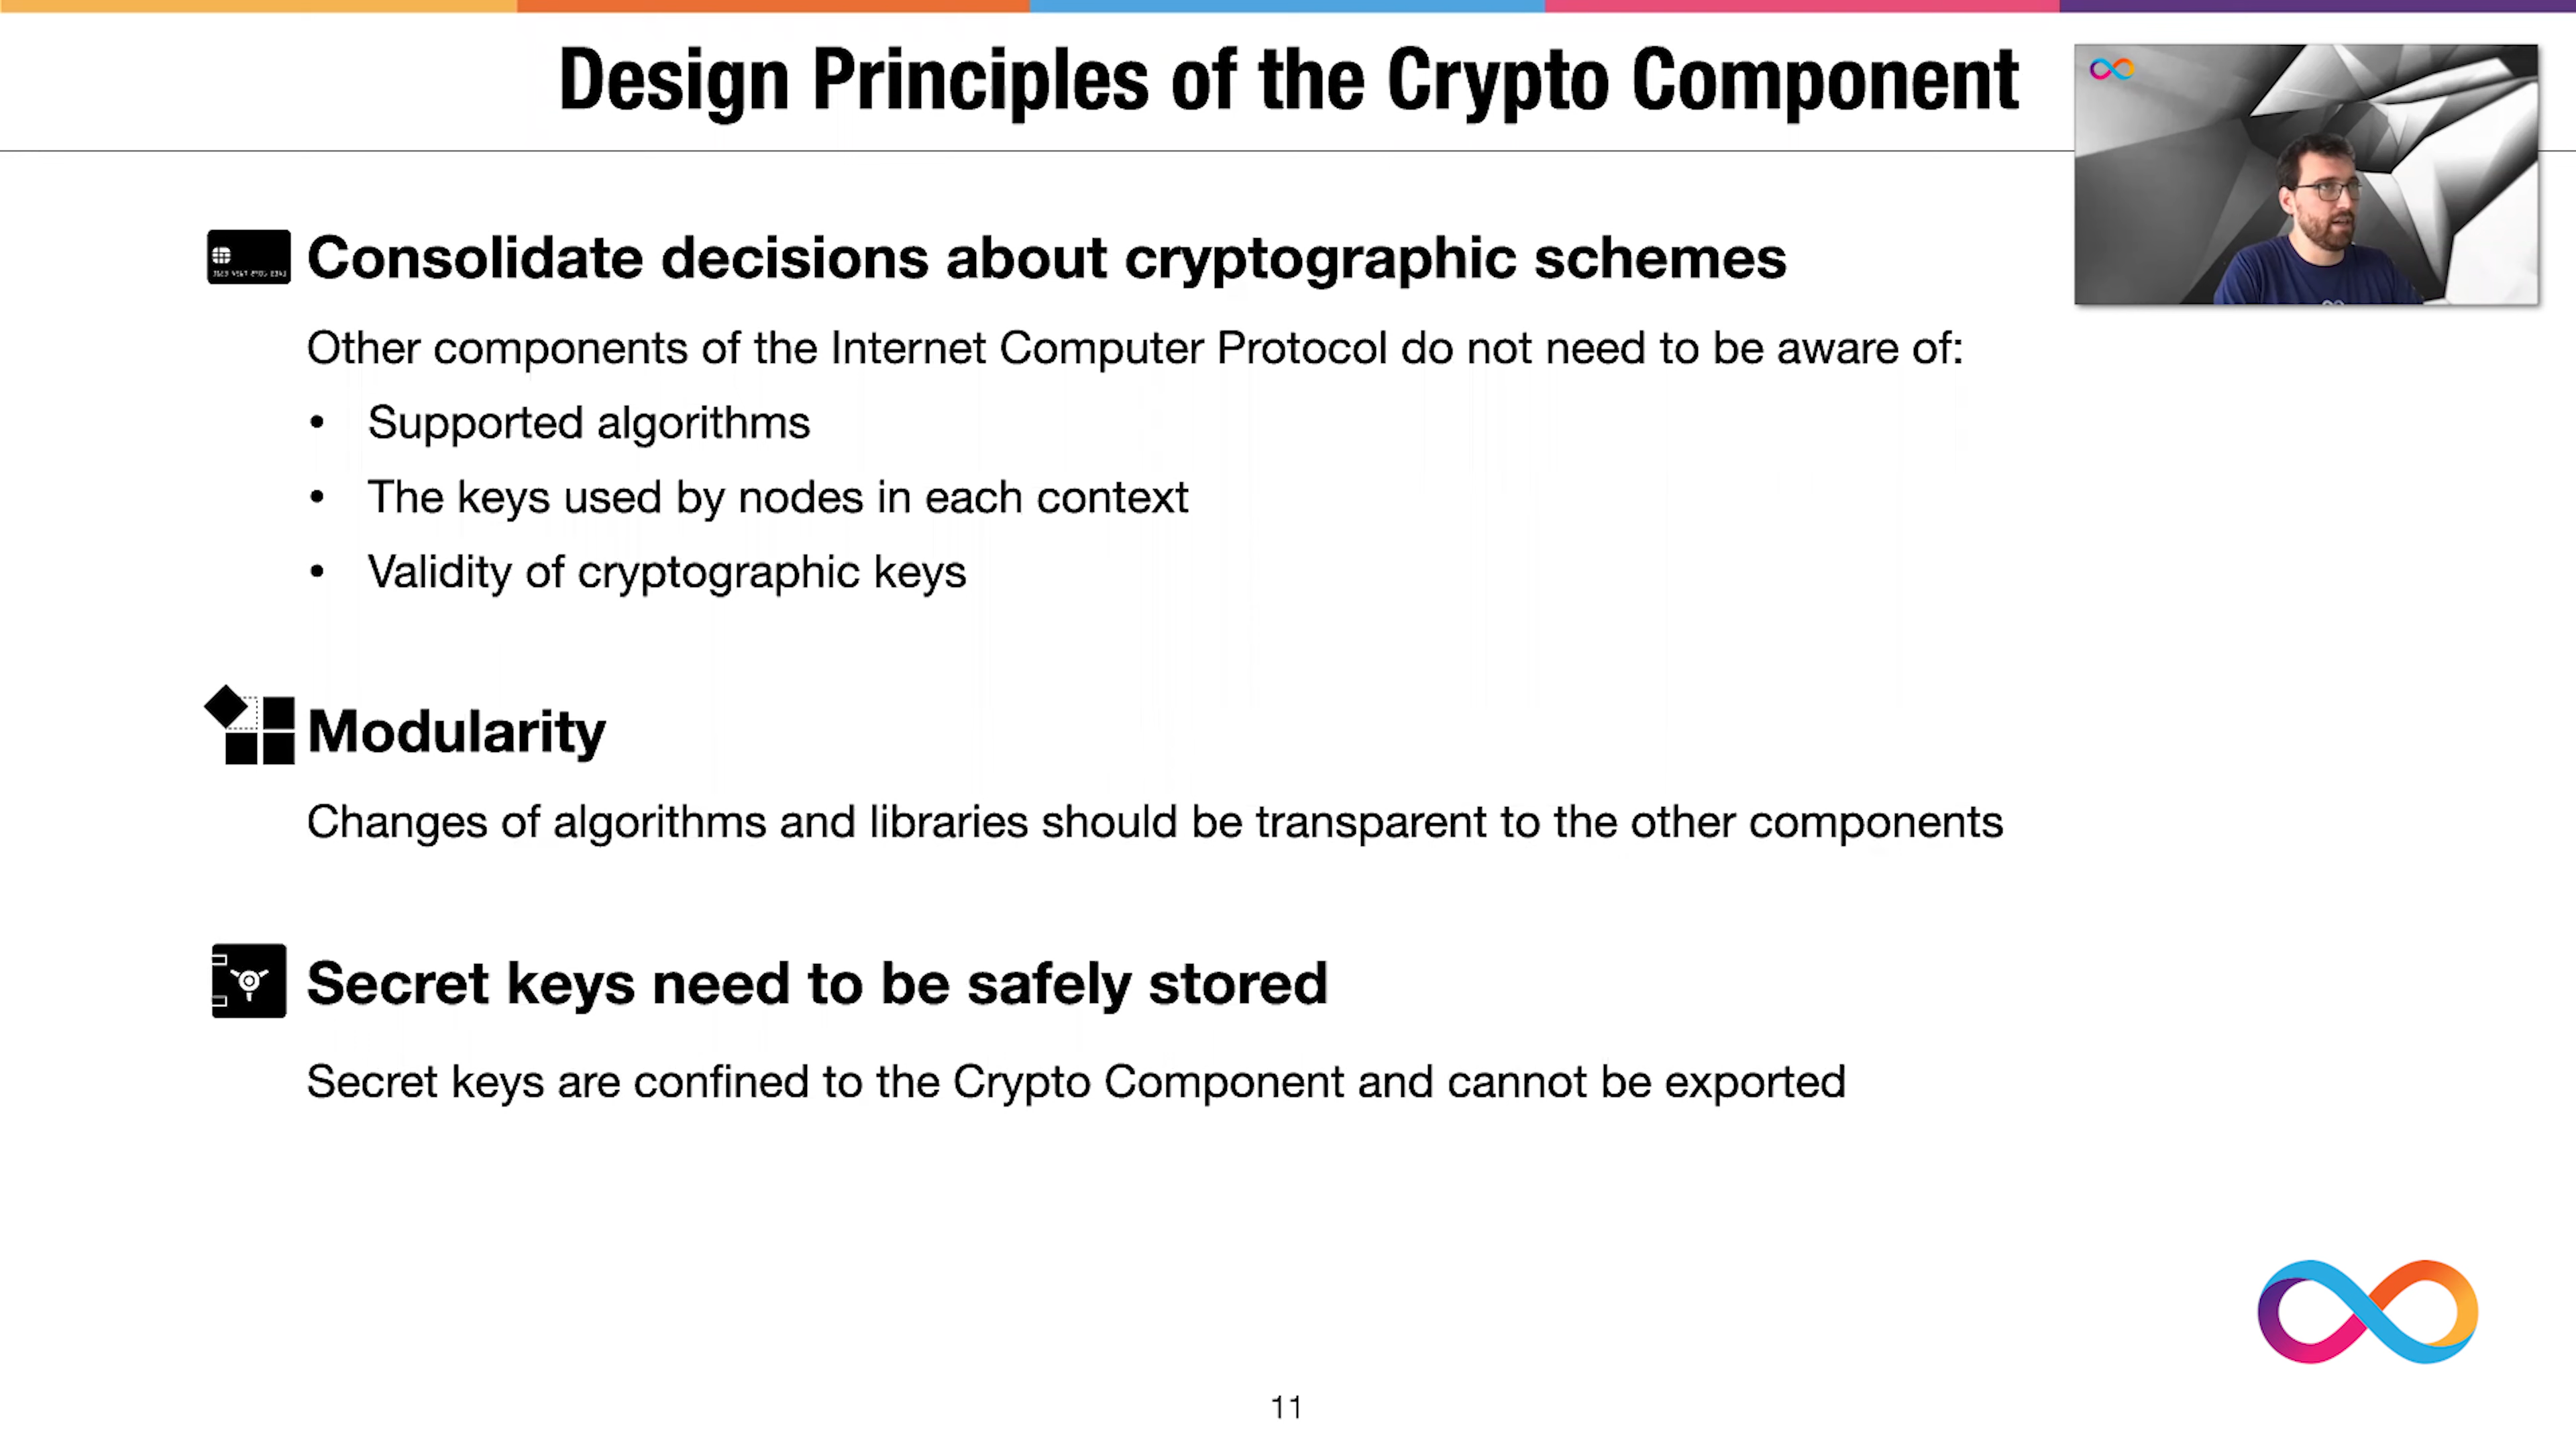 Design Principles of the Crypto Component
Consolidate decisions about cryptographic schemes
Other components of the Internet Computer Protocol do not need to be aware of:
• Supported algorithms
• The keys used by nodes in each context
• Validity of cryptographic keys
Modularity
Changes of algorithms and libraries should be transparent to the other components
Secret keys need to be safely stored
Secret keys are confined to the Crypto Component and cannot be exported
11